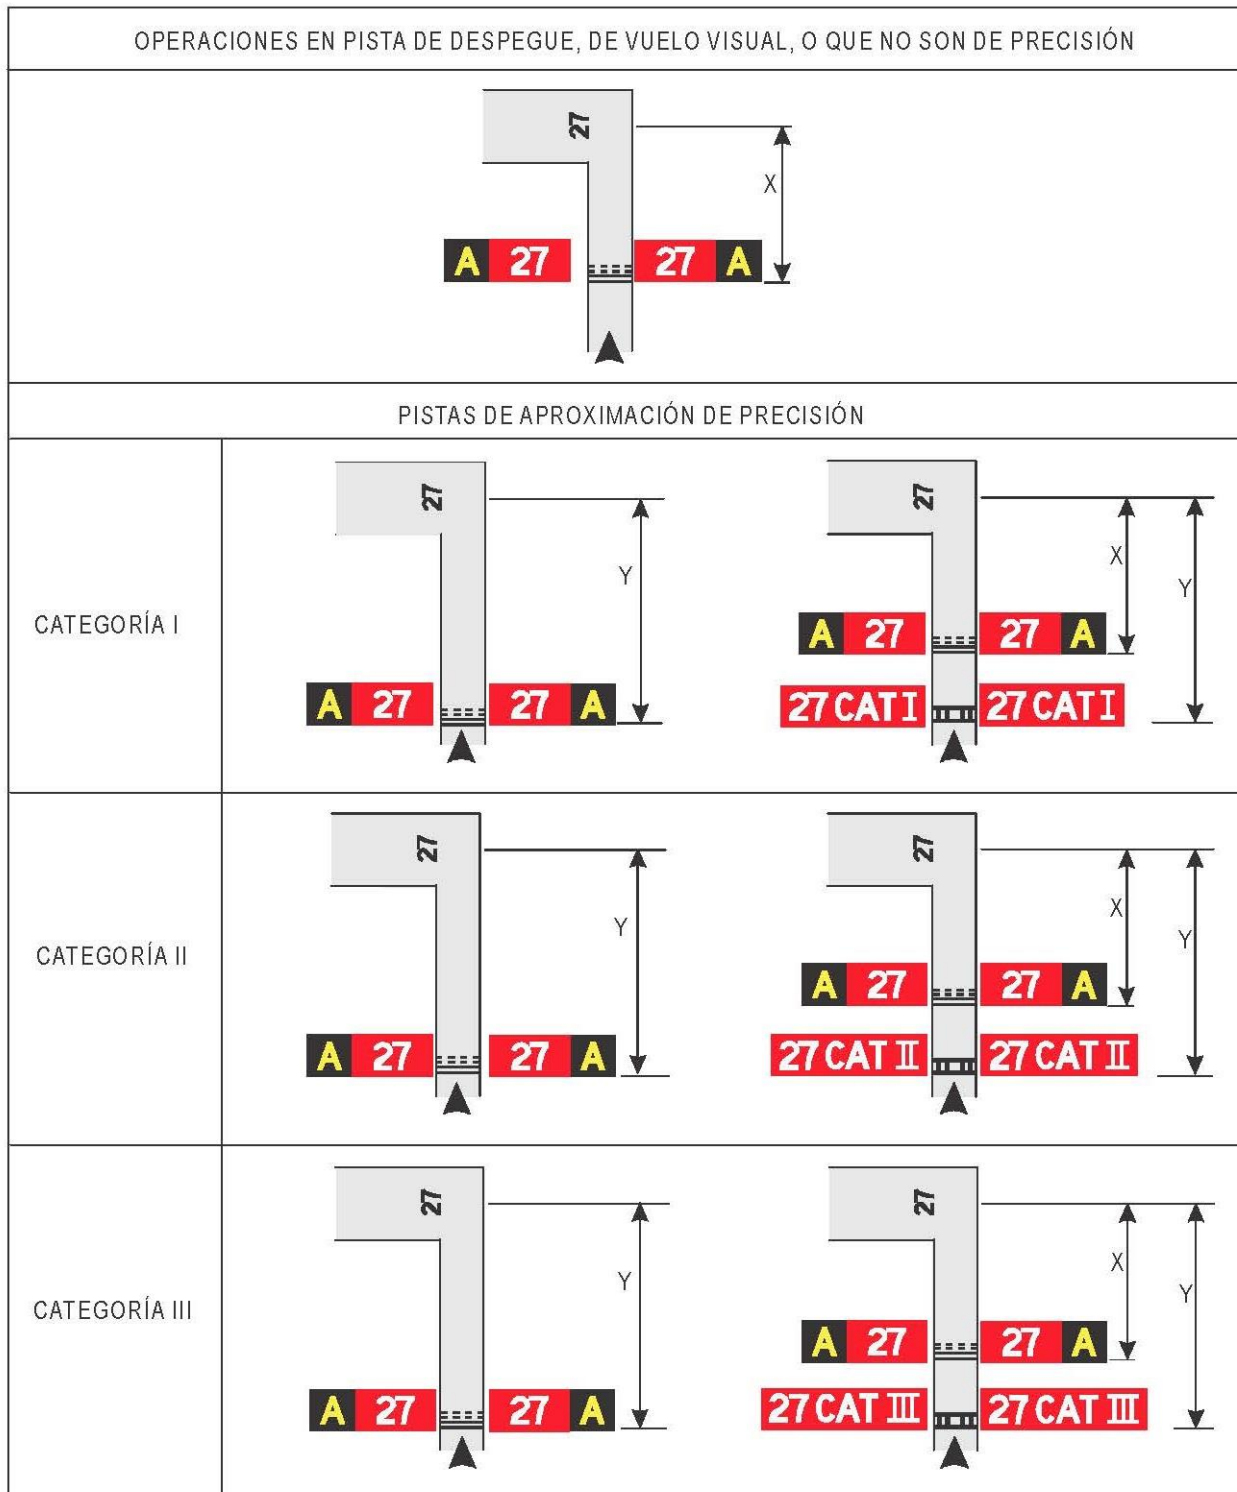 OPERACIONES EN PISTA DE DESPEGUE, DE VUELO VISUAL, O QUE NO SON DE PRECISIÓN
27
X
A 27 27 A
PISTAS DE APROXIMACIÓN DE PRECISIÓN
CATEGORÍA I
27
Y
A 27 27 A
27
X
Y
A 27 27 A
27 CAT I 27 CAT I
CATEGORÍA II
27
Y
A 27 27 A
27
X
Y
A 27 27 A
27 CAT II 27 CAT II
CATEGORÍA III
27
Y
A 27 27 A
27
X
Y
A 27 27 A
27 CAT III 27 CAT III